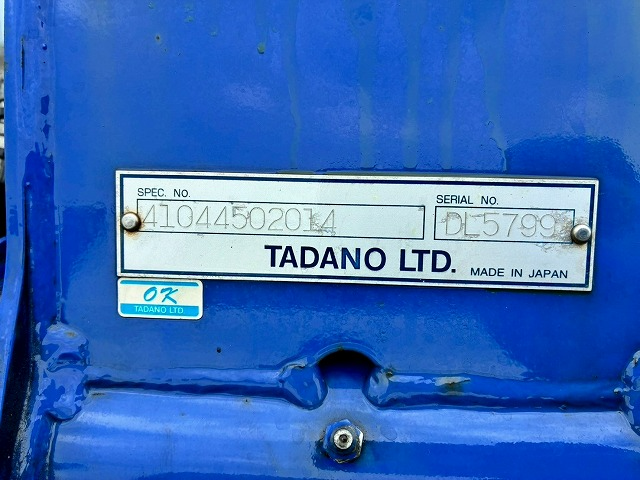 SPEC. NO.
41044502014
SERIAL NO.
DL5799
TADANO LTD.
MADE IN JAPAN
OK
TADANO LTD